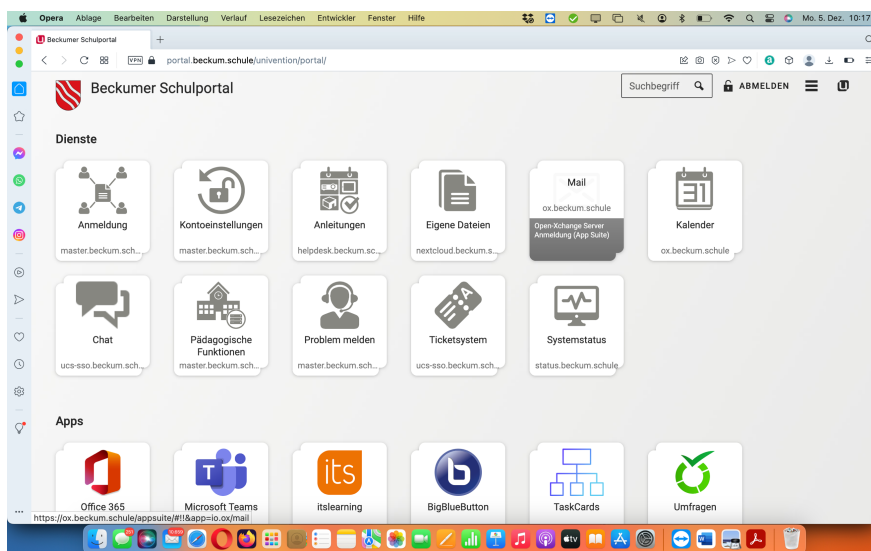 Opera Ablage Bearbeiten Darstellung Verlauf Lesezeichen Entwickler Fenster Hilfe Mo. 5. Dez. 10:17
Beckumer Schulportal
VPN portal.beckum.schule/univention/portal/
Beckumer Schulportal
Suchbegriff ABMELDEN
Dienste
Anmeldung
master.beckum.sch...
Kontoeinstellungen
master.beckum.sch...
Anleitungen
helpdesk.beckum.sc...
Eigene Dateien
nextcloud.beckum.s...
Mail
ox.beckum.schule
Open-Xchange Server
Anmeldung (App Suite)
31
Kalender
ox.beckum.schule
Chat
ucs-sso.beckum.sch...
Pädagogische
Funktionen
master.beckum.sch...
Problem melden
master.beckum.sch...
Ticketsystem
ucs-sso.beckum.sch...
Systemstatus
status.beckum.schule
Apps
Office 365
T
Microsoft Teams
its
itslearning
b
BigBlueButton
TaskCards
Umfragen
https://ox.beckum.schule/appsuite/#!!&app=io.ox/mail
tv